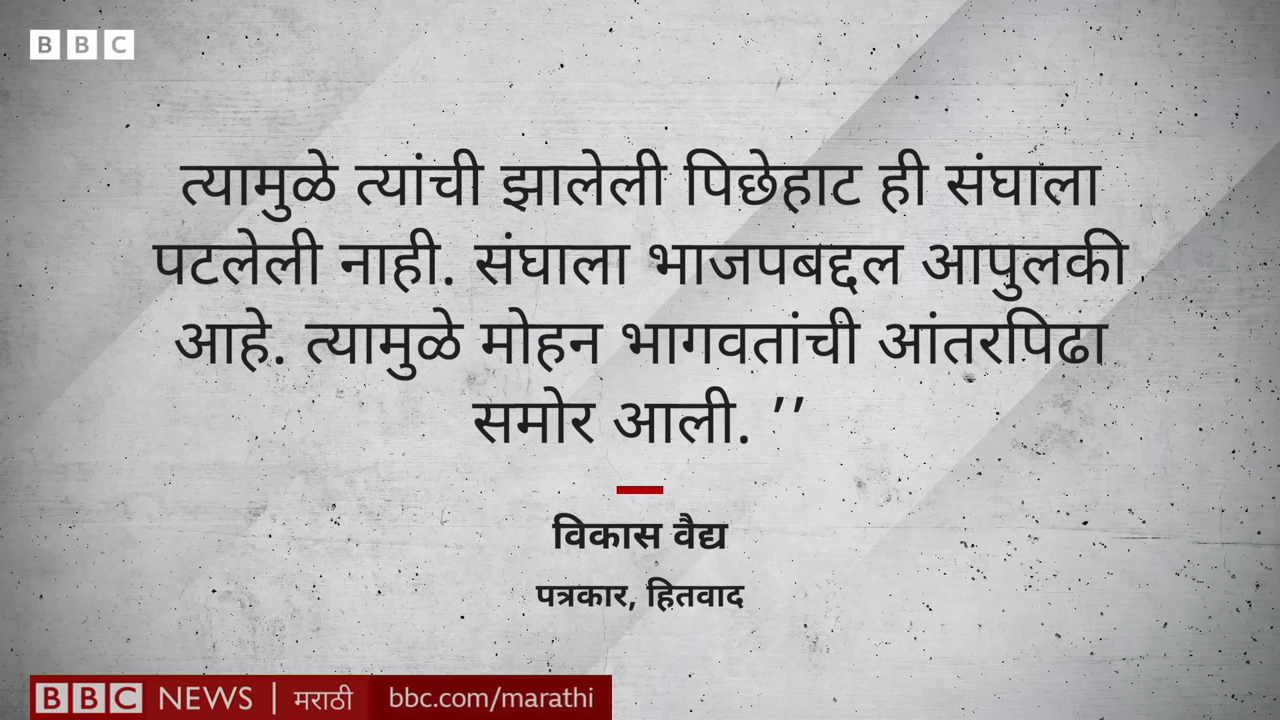 BBC
त्यामुळे त्यांची झालेली पिछेहाट ही संघाला
पटलेली नाही. संघाला भाजपबद्दल आपुलकी
आहे. त्यामुळे मोहन भागवतांची आंतरपिढा
समोर आली. ’’
विकास वैद्य
पत्रकार, हितवाद
BBC NEWS | मराठी bbc.com/marathi